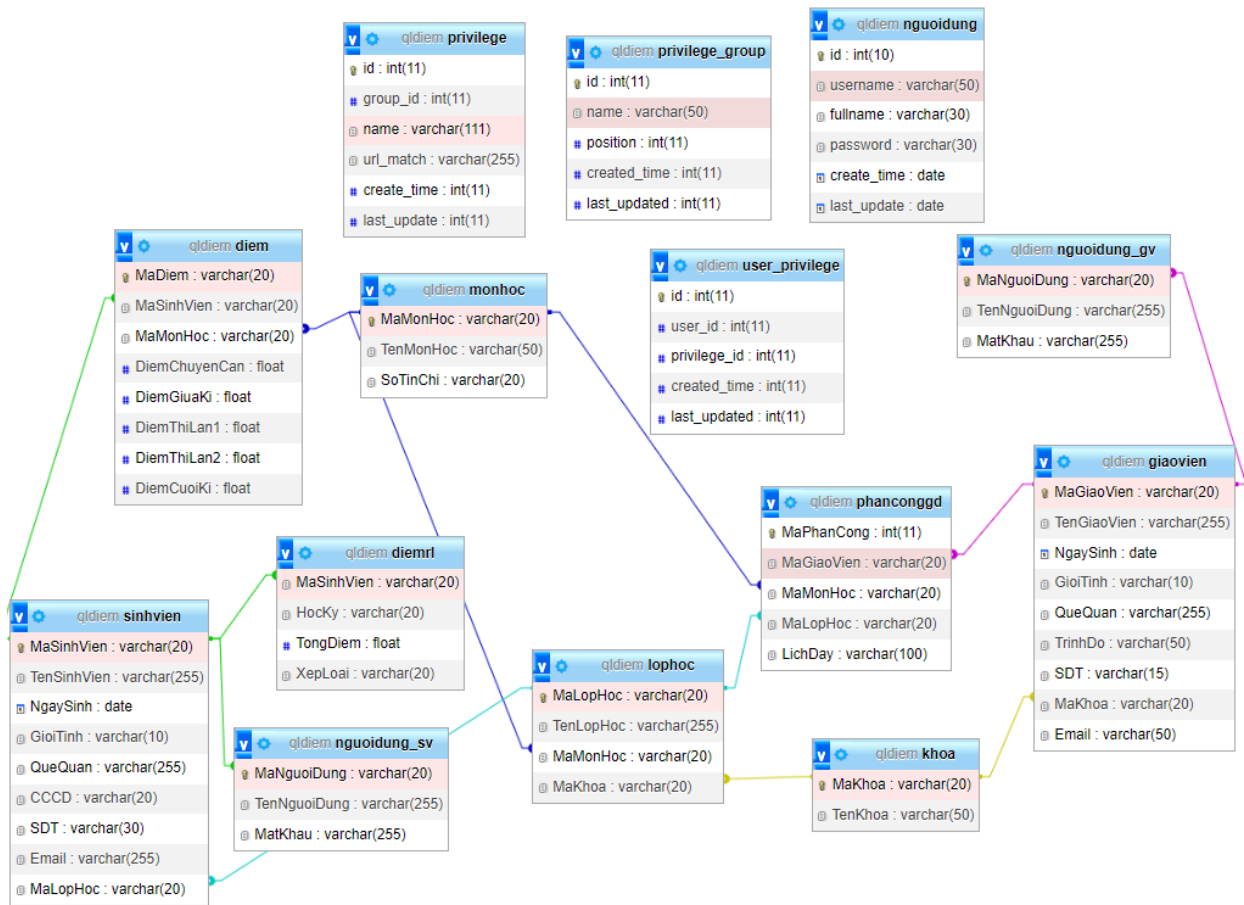 qldiem privilege
id : int(11)
group_id : int(11)
name : varchar(111)
url_match : varchar(255)
create_time : int(11)
last_update : int(11)
qldiem privilege_group
id : int(11)
name : varchar(50)
position : int(11)
created_time : int(11)
last_updated : int(11)
qldiem nguoidung
id : int(10)
username : varchar(50)
fullname : varchar(30)
password : varchar(30)
create_time : date
last_update : date
qldiem diem
MaDiem : varchar(20)
MaSinhVien : varchar(20)
MaMonHoc : varchar(20)
DiemChuyenCan : float
DiemGiuaKi : float
DiemThiLan1 : float
DiemThiLan2 : float
DiemCuoiKi : float
qldiem monhoc
MaMonHoc : varchar(20)
TenMonHoc : varchar(50)
SoTinChi : varchar(20)
qldiem user_privilege
id : int(11)
user_id : int(11)
privilege_id : int(11)
created_time : int(11)
last_updated : int(11)
qldiem nguoidung_gv
MaNguoiDung : varchar(20)
TenNguoiDung : varchar(255)
MatKhau : varchar(255)
qldiem giaovien
MaGiaoVien : varchar(20)
TenGiaoVien : varchar(255)
NgaySinh : date
GioiTinh : varchar(10)
QueQuan : varchar(255)
TrinhDo : varchar(50)
SDT : varchar(15)
MaKhoa : varchar(20)
Email : varchar(50)
qldiem phanconggd
MaPhanCong : int(11)
MaGiaoVien : varchar(20)
MaMonHoc : varchar(20)
MaLopHoc : varchar(20)
LichDay : varchar(100)
qldiem diemrl
MaSinhVien : varchar(20)
HocKy : varchar(20)
TongDiem : float
XepLoai : varchar(20)
qldiem sinhvien
MaSinhVien : varchar(20)
TenSinhVien : varchar(255)
NgaySinh : date
GioiTinh : varchar(10)
QueQuan : varchar(255)
CCCD : varchar(20)
SDT : varchar(30)
Email : varchar(255)
MaLopHoc : varchar(20)
qldiem nguoidung_sv
MaNguoiDung : varchar(20)
TenNguoiDung : varchar(255)
MatKhau : varchar(255)
qldiem lophoc
MaLopHoc : varchar(20)
TenLopHoc : varchar(255)
MaMonHoc : varchar(20)
MaKhoa : varchar(20)
qldiem khoa
MaKhoa : varchar(20)
TenKhoa : varchar(50)